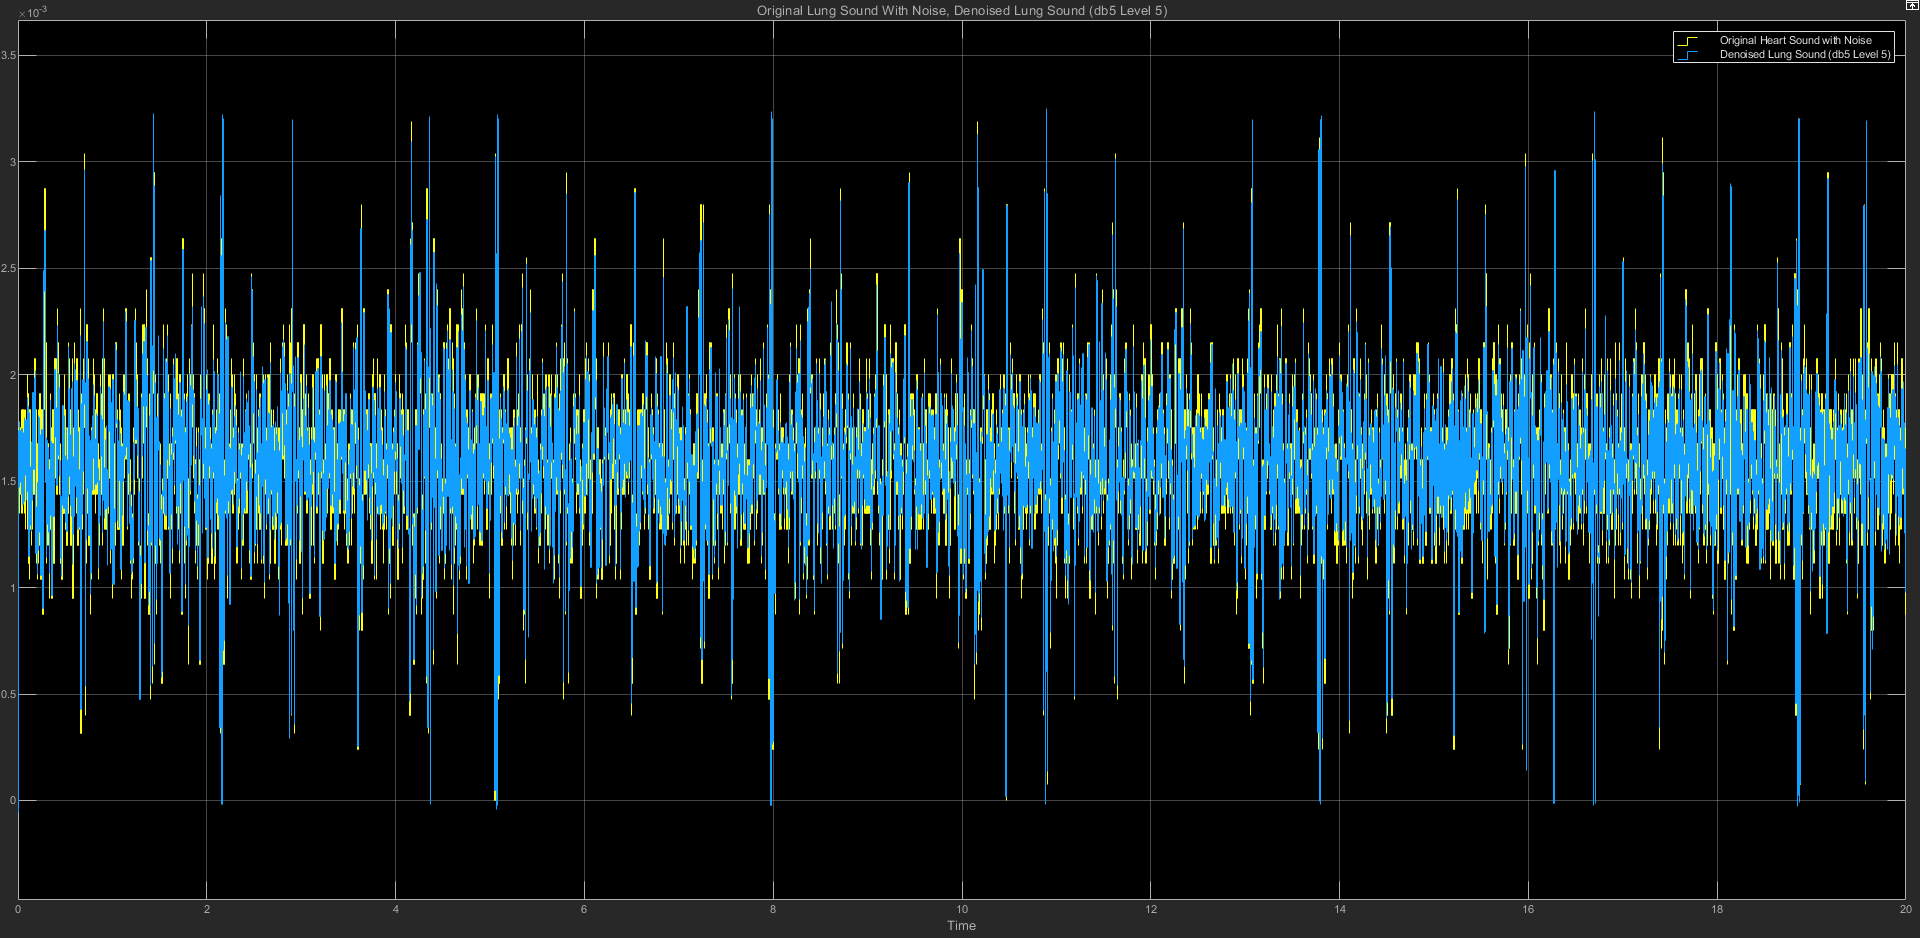 Original Lung Sound With Noise, Denoised Lung Sound (db5 Level 5)
×10-3
Original Heart Sound with Noise
Denoised Lung Sound (db5 Level 5)
3.5
3
2.5
2
1.5
1
0.5
0
0 2 4 6 8 10 12 14 16 18 20
Time